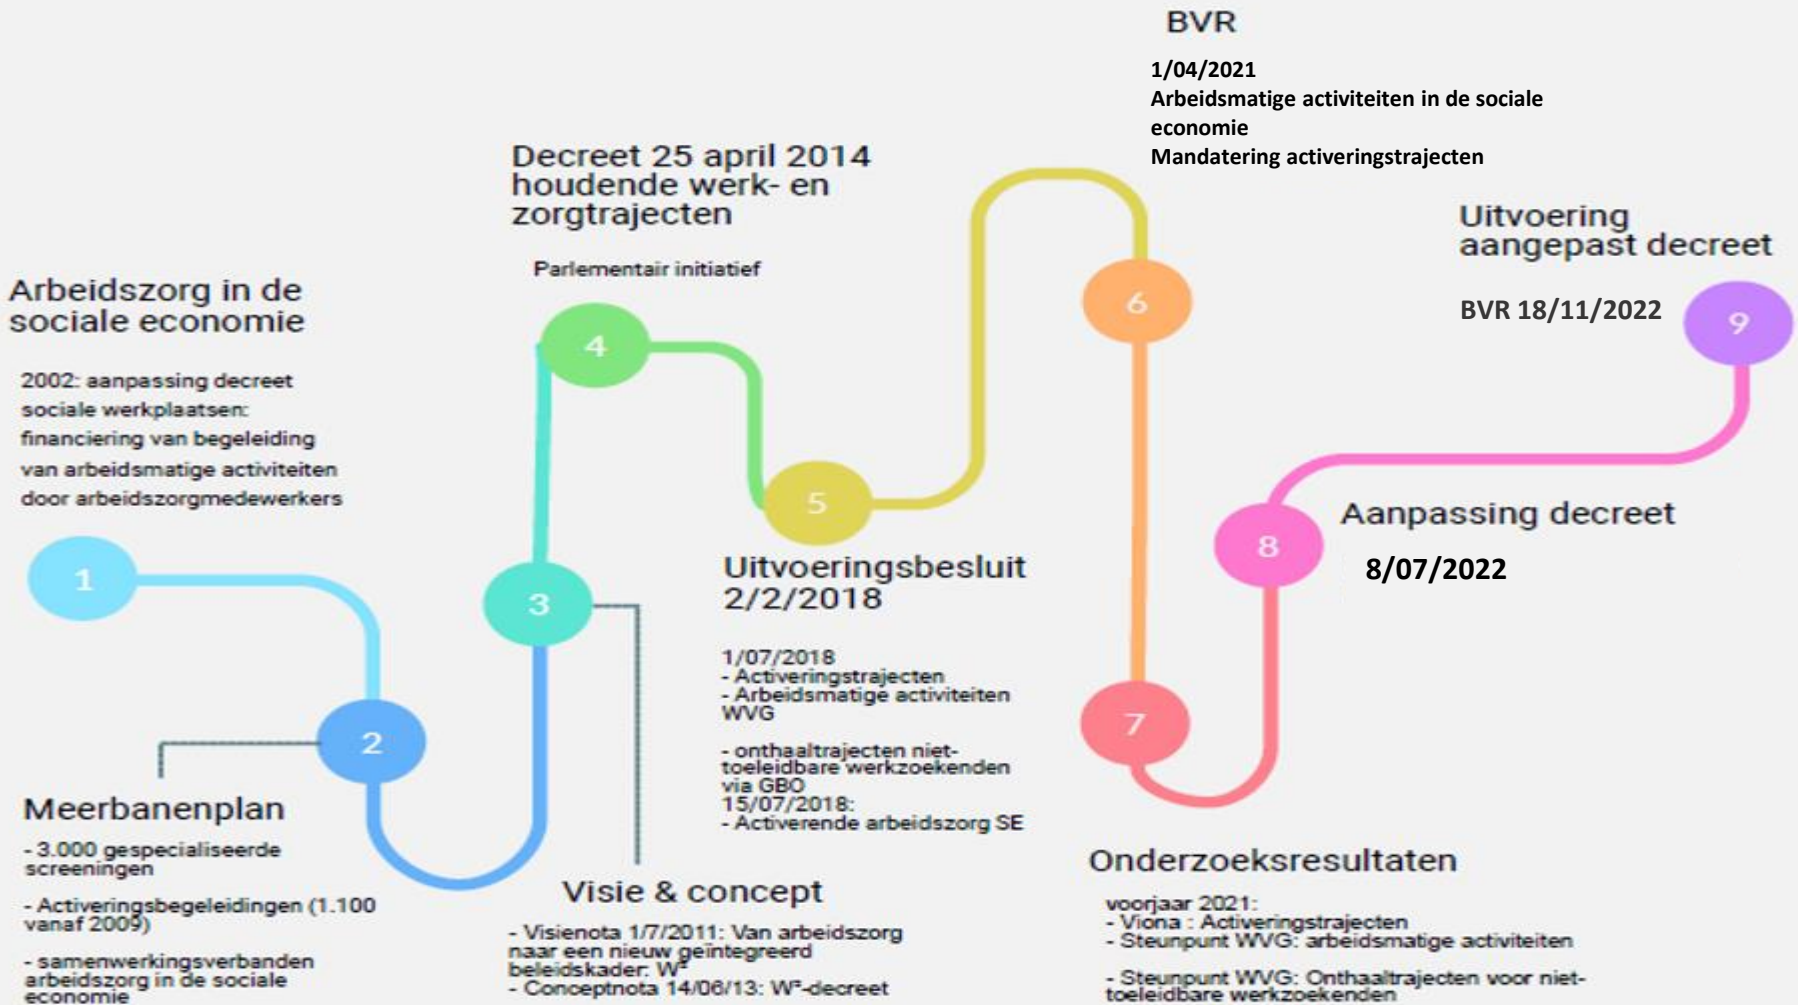 Arbeidszorg in de
sociale economie
2002: aanpassing decreet
sociale werkplaatsen:
financiering van begeleiding
van arbeidsmatige activiteiten
door arbeidszorgmedewerkers
1
2
Meerbanenplan
- 3.000 gespecialiseerde
screeningen
- Activeringsbegeleidingen (1.100
vanaf 2009)
- samenwerkingsverbanden
arbeidszorg in de sociale
economie
3
Visie & concept
- Visienota 1/7/2011: Van arbeidszorg
naar een nieuw geïntegreerd
beleidskader: W²
- Conceptnota 14/06/13: W²-decreet
Decreet 25 april 2014
houdende werk- en
zorgtrajecten
Parlementair initiatief
4
5
Uitvoeringsbesluit
2/2/2018
1/07/2018
- Activeringstrajecten
- Arbeidsmatige activiteiten
WVG
- onthaaltrajecten niet-
toeleidbare werkzoekenden
via GBO
15/07/2018:
- Activerende arbeidszorg SE
BVR
1/04/2021
Arbeidsmatige activiteiten in de sociale
economie
Mandatering activeringstrajecten
6
7
Onderzoeksresultaten
voorjaar 2021:
- Viona : Activeringstrajecten
- Steunpunt WVG: arbeidsmatige activiteiten
- Steunpunt WVG: Onthaaltrajecten voor niet-
toeleidbare werkzoekenden
8
Aanpassing decreet
8/07/2022
Uitvoering
aangepast decreet
BVR 18/11/2022
9